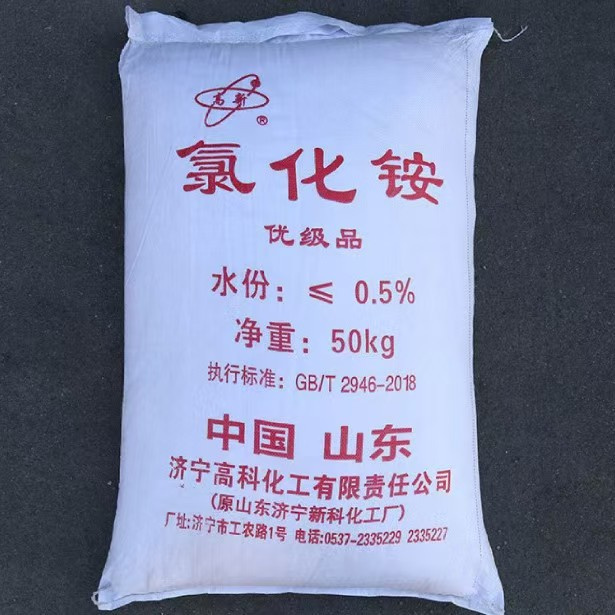 高新
®
氯化铵
优级品
水份：≤ 0.5%
净重：50kg
执行标准：GB/T 2946-2018
中国 山东
济宁高科化工有限责任公司
(原山东济宁新科化工厂)
厂址:济宁市工农路1号 电话:0537-2335229 2335227